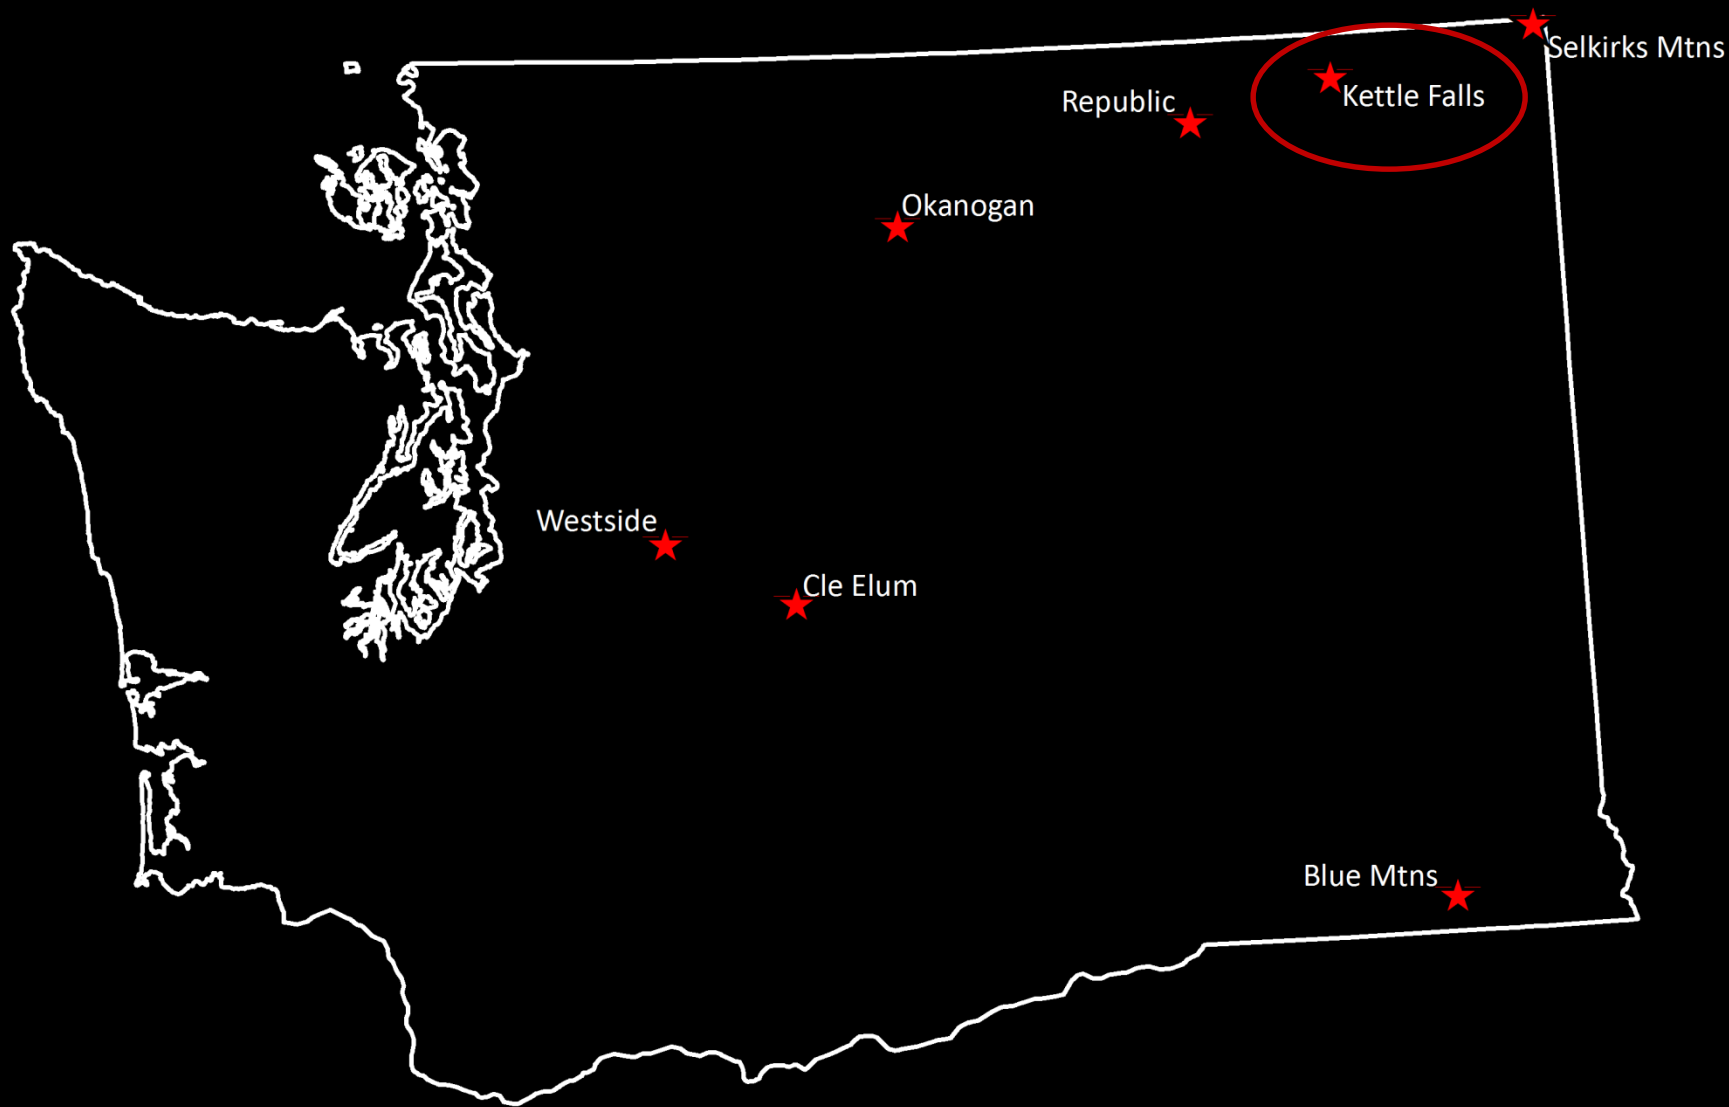 Selkirks Mtns
Kettle Falls
Republic
Okanogan
Westside
Cle Elum
Blue Mtns